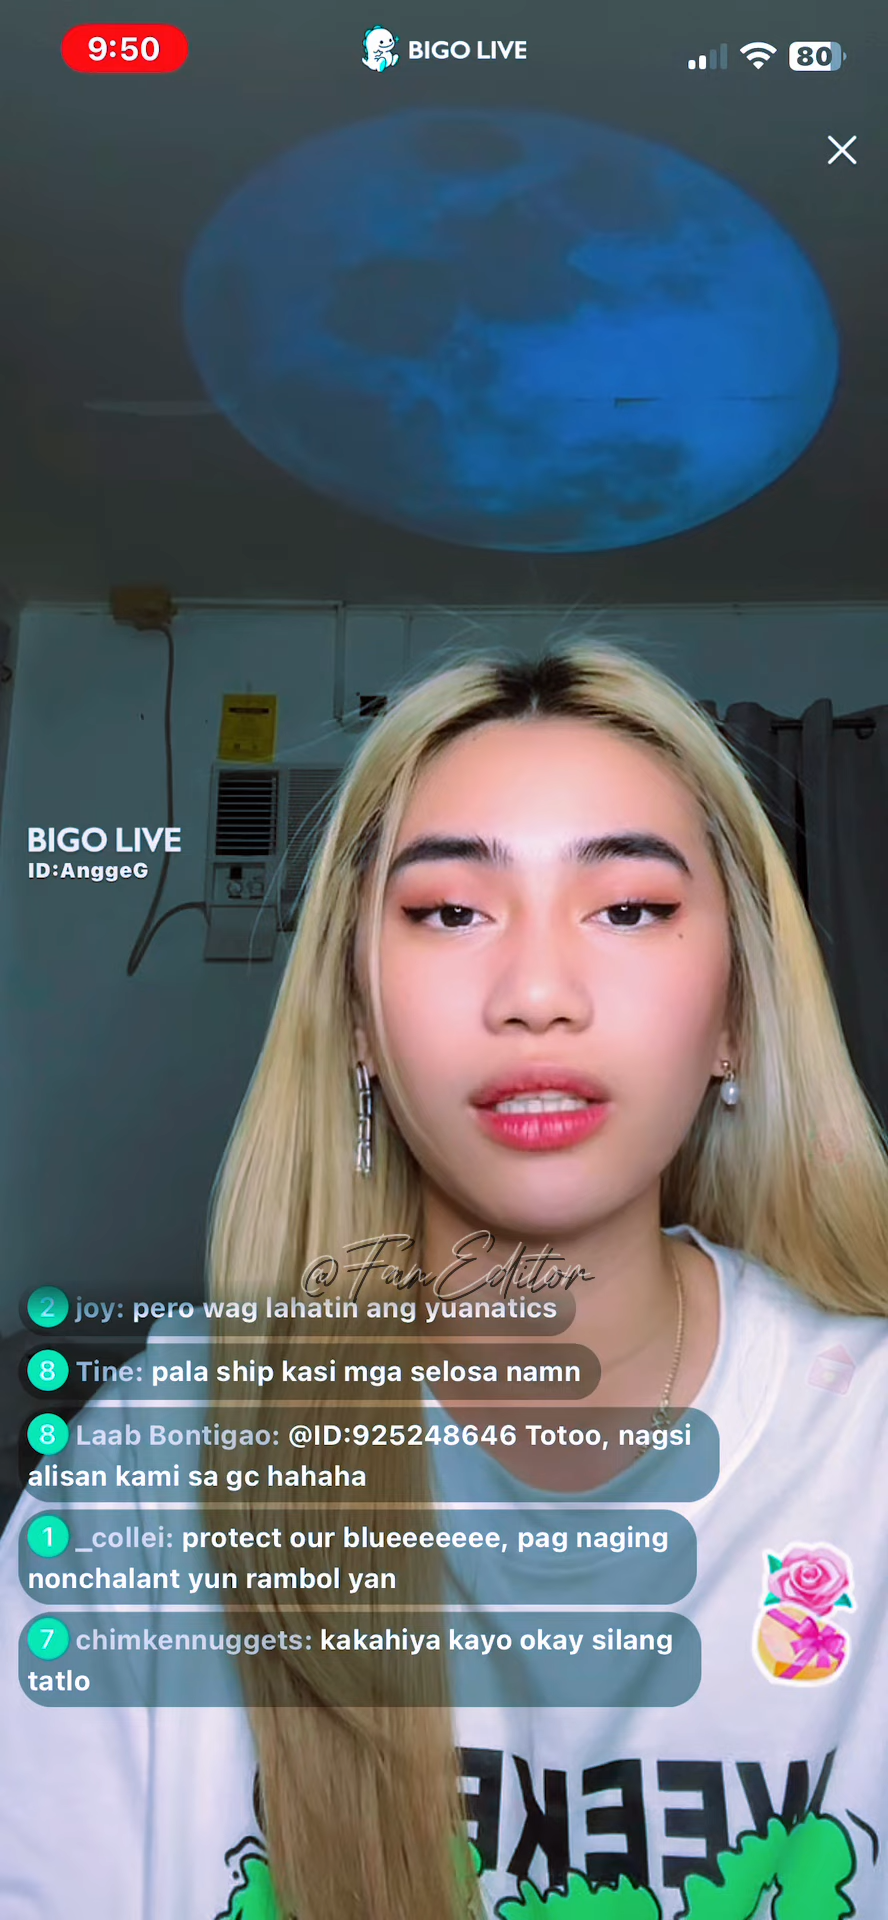 9:50
BIGO LIVE
80
BIGO LIVE
ID:AnggeG
@FanEditor
2 joy: pero wag lahatin ang yuanatics
8 Tine: pala ship kasi mga selosa namn
8 Laab Bontigao: @ID:925248646 Totoo, nagsi
alisan kami sa gc hahaha
1 _collei: protect our blueeeeeee, pag naging
nonchalant yun rambol yan
7 chimkennuggets: kakahiya kayo okay silang
tatlo